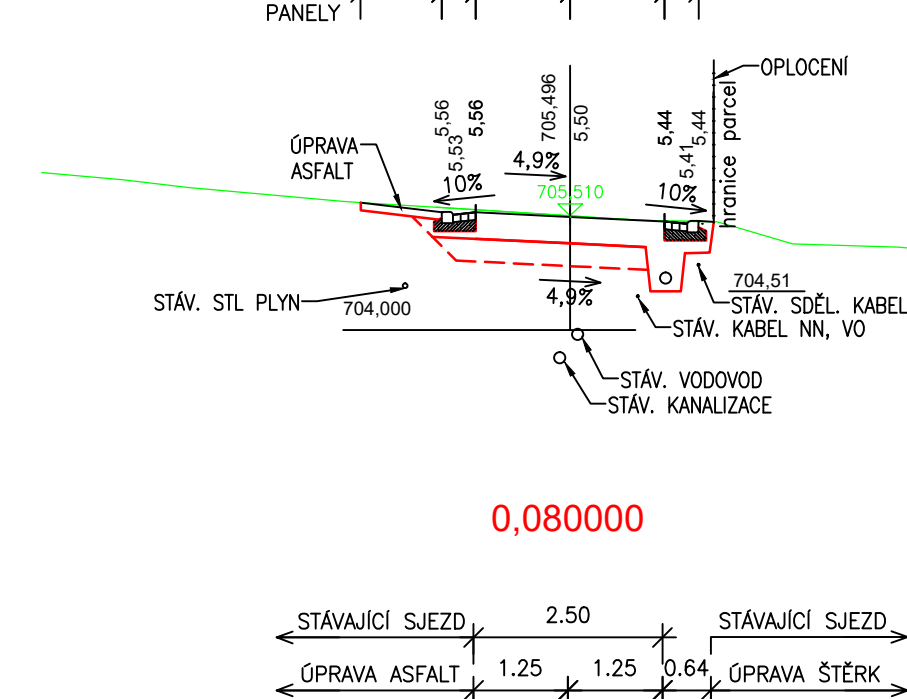 PANELY
OPLOCENÍ
hranice parcel
ÚPRAVA
ASFALT
5,56
5,53
5,56
705,496
5,50
5,44
5,41
5,44
4,9%
10%
10%
705,510
STÁV. STL PLYN
704,000
4,9%
704,51
STÁV. SDĚL. KABEL
STÁV. KABEL NN, VO
STÁV. VODOVOD
STÁV. KANALIZACE
0,080000
STÁVAJÍCÍ SJEZD 2.50 STÁVAJÍCÍ SJEZD
ÚPRAVA ASFALT 1.25 1.25 0.64 ÚPRAVA ŠTĚRK